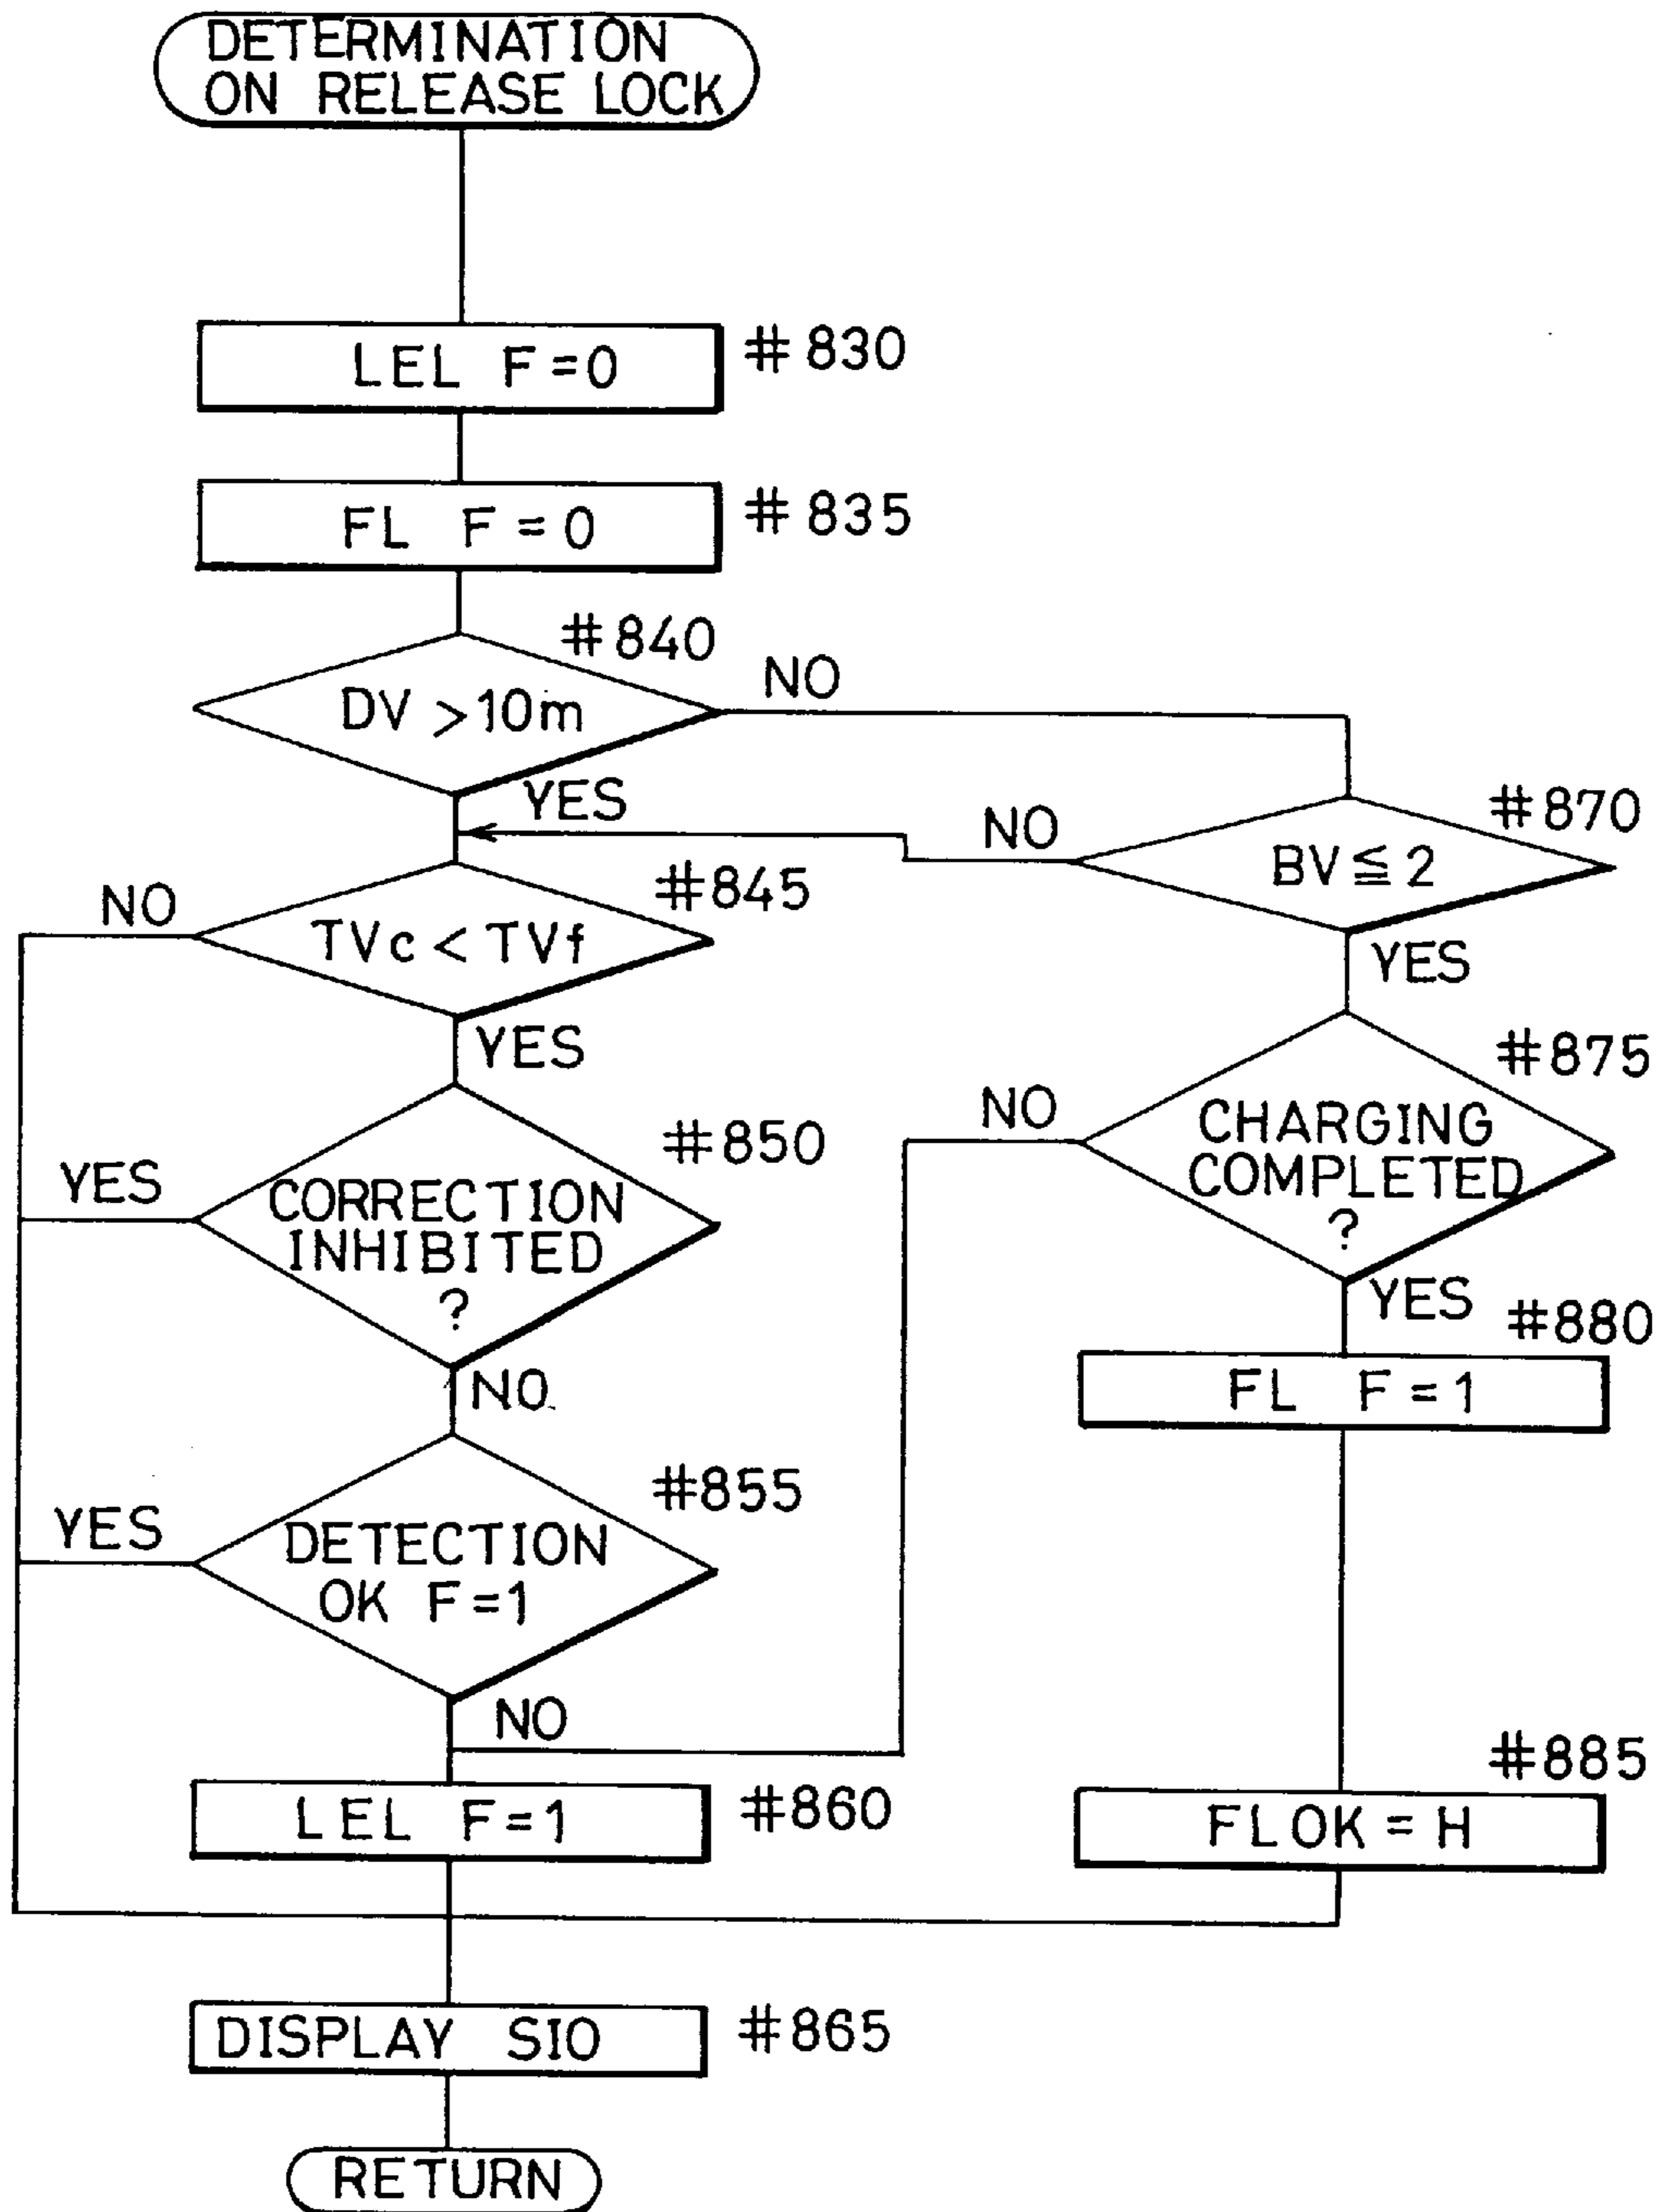 DETERMINATION
ON RELEASE LOCK
LEL F=0
#830
FL F=0
#835
#840
DV >10m
NO
YES
NO
#870
BV≦2
YES
#845
NO
TVc < TVf
YES
#875
NO
CHARGING
COMPLETED
?
YES
#850
YES
CORRECTION
INHIBITED
?
NO
#880
FL F=1
#855
YES
DETECTION
OK F=1
NO
LEL F=1
#860
#885
FLOK=H
DISPLAY SIO
#865
RETURN